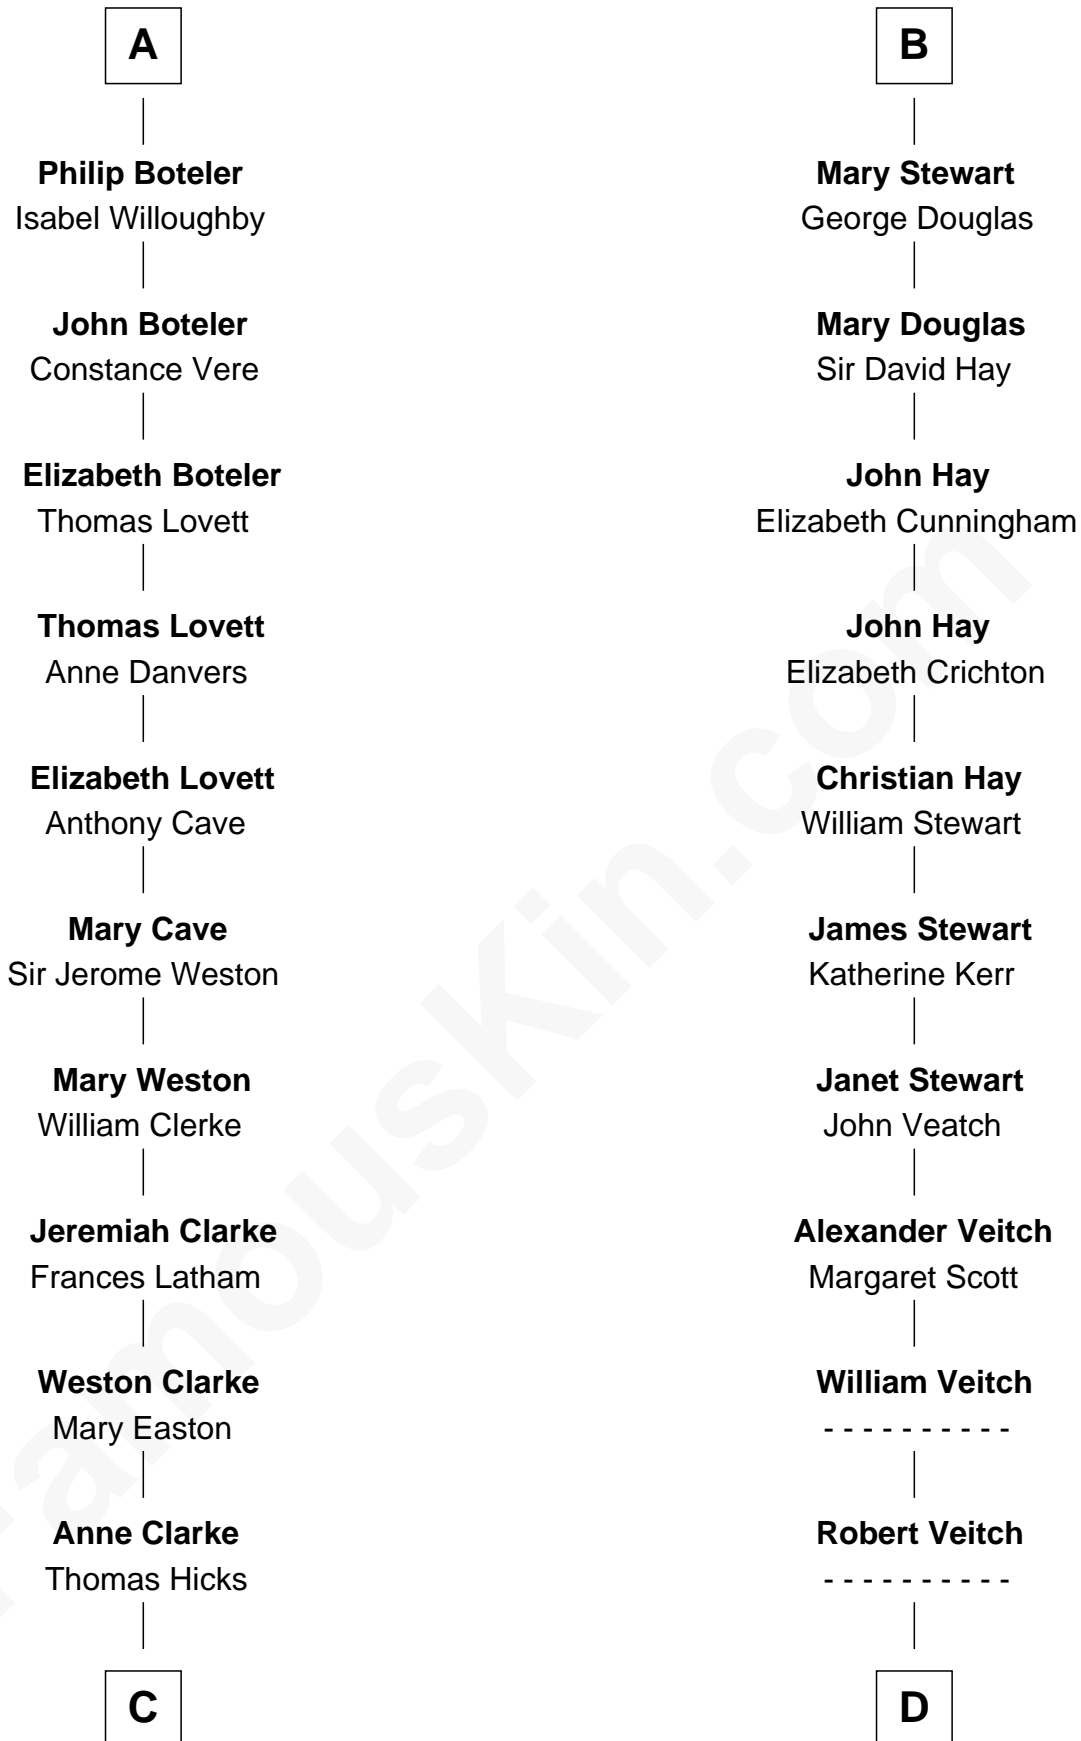 A
Philip Boteler
Isabel Willoughby
John Boteler
Constance Vere
Elizabeth Boteler
Thomas Lovett
Thomas Lovett
Anne Danvers
Elizabeth Lovett
Anthony Cave
Mary Cave
Sir Jerome Weston
Mary Weston
William Clerke
Jeremiah Clarke
Frances Latham
Weston Clarke
Mary Easton
Anne Clarke
Thomas Hicks
C
B
Mary Stewart
George Douglas
Mary Douglas
Sir David Hay
John Hay
Elizabeth Cunningham
John Hay
Elizabeth Crichton
Christian Hay
William Stewart
James Stewart
Katherine Kerr
Janet Stewart
John Veatch
Alexander Veitch
Margaret Scott
William Veitch
- - - - - - - - - -
Robert Veitch
- - - - - - - - - -
D
FamousKin.com